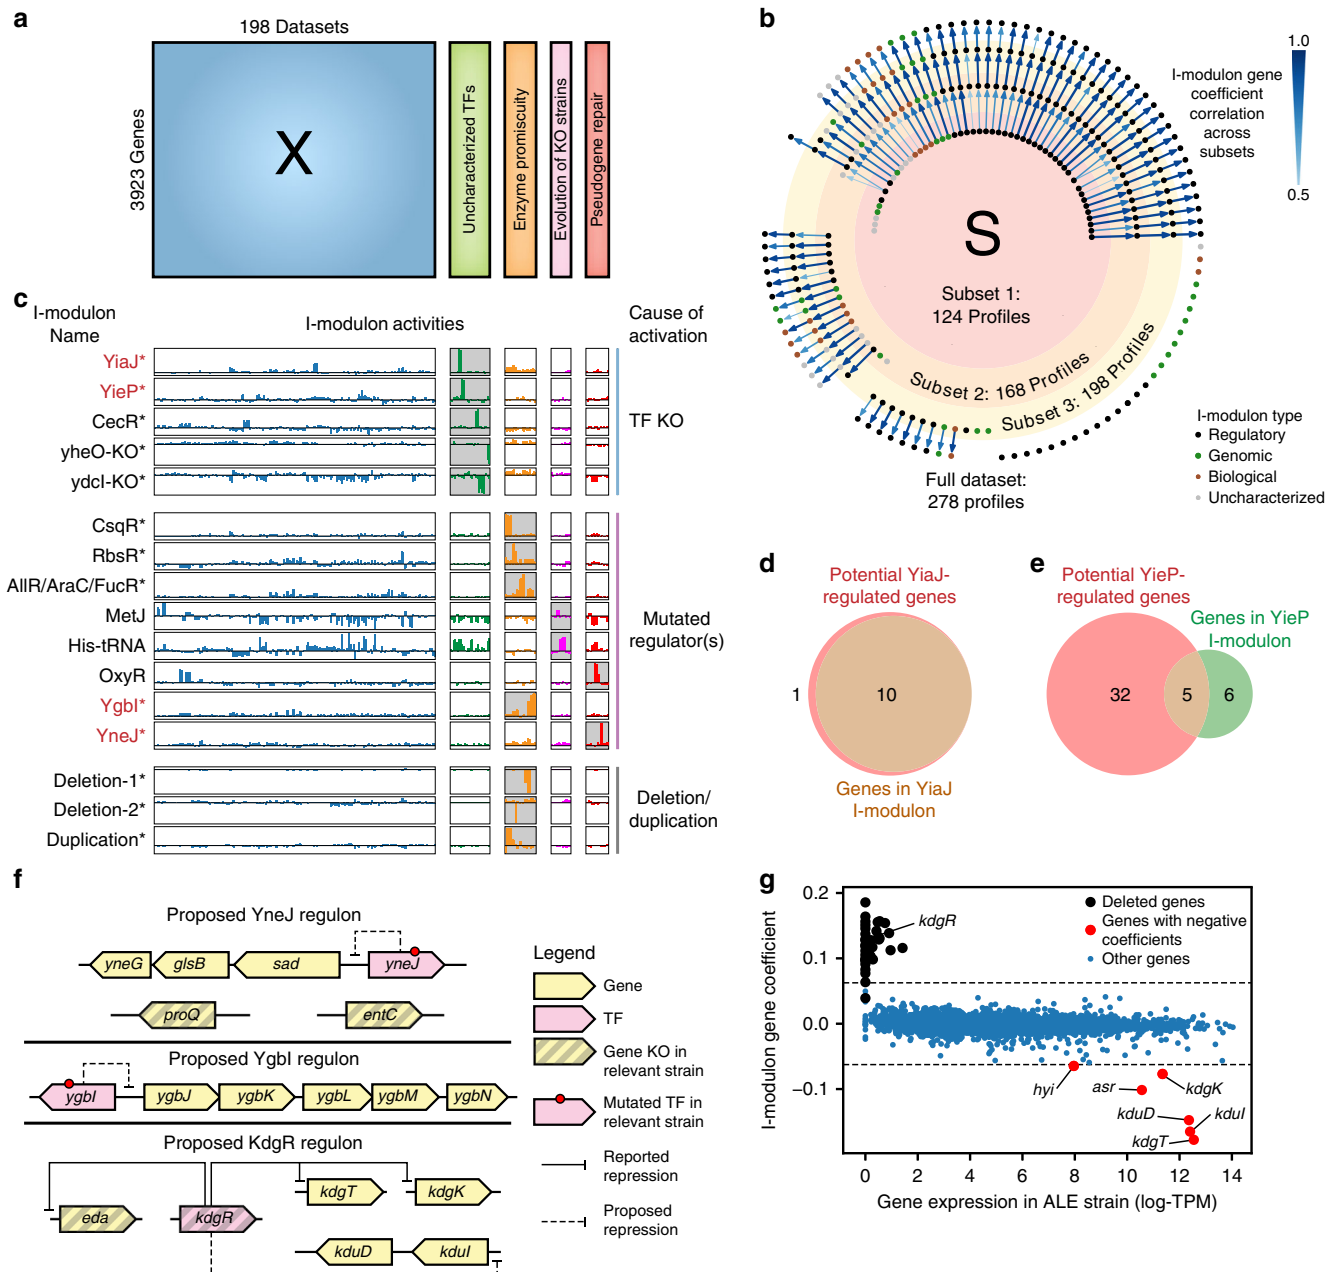 a
198 Datasets
3923 Genes
X
Uncharacterized TFs
Enzyme promiscuity
Evolution of KO strains
Pseudogene repair
b
I-modulon gene
coefficient
correlation
across
subsets
1.0
0.5
S
Subset 1:
124 Profiles
Subset 2: 168 Profiles
Subset 3: 198 Profiles
Full dataset:
278 profiles
I-modulon type
Regulatory
Genomic
Biological
Uncharacterized
c
I-modulon
Name
I-modulon activities
Cause of
activation
YiaJ*
YieP*
CecR*
yheO-KO*
ydcI-KO*
TF KO
CsqR*
RbsR*
AllR/AraC/FucR*
MetJ
His-tRNA
OxyR
YgbI*
YneJ*
Mutated
regulator(s)
Deletion-1*
Deletion-2*
Duplication*
Deletion/
duplication
d
Potential YiaJ-
regulated genes
1
10
Genes in YiaJ
I-modulon
e
Potential YieP-
regulated genes
Genes in YieP
I-modulon
32
5
6
f
Proposed YneJ regulon
yneG
glsB
sad
yneJ
proQ
entC
Proposed YgbI regulon
ygbI
ygbJ
ygbK
ygbL
ygbM
ygbN
Proposed KdgR regulon
eda
kdgR
kdgT
kdgK
kduD
kduI
Legend
Gene
TF
Gene KO in
relevant strain
Mutated TF in
relevant strain
Reported
repression
Proposed
repression
g
I-modulon gene coefficient
0.2
0.1
0.0
−0.1
Deleted genes
Genes with negative
coefficients
Other genes
kdgR
hyi
asr
kdgK
kduD
kduI
kdgT
0 2 4 6 8 10 12 14
Gene expression in ALE strain (log-TPM)